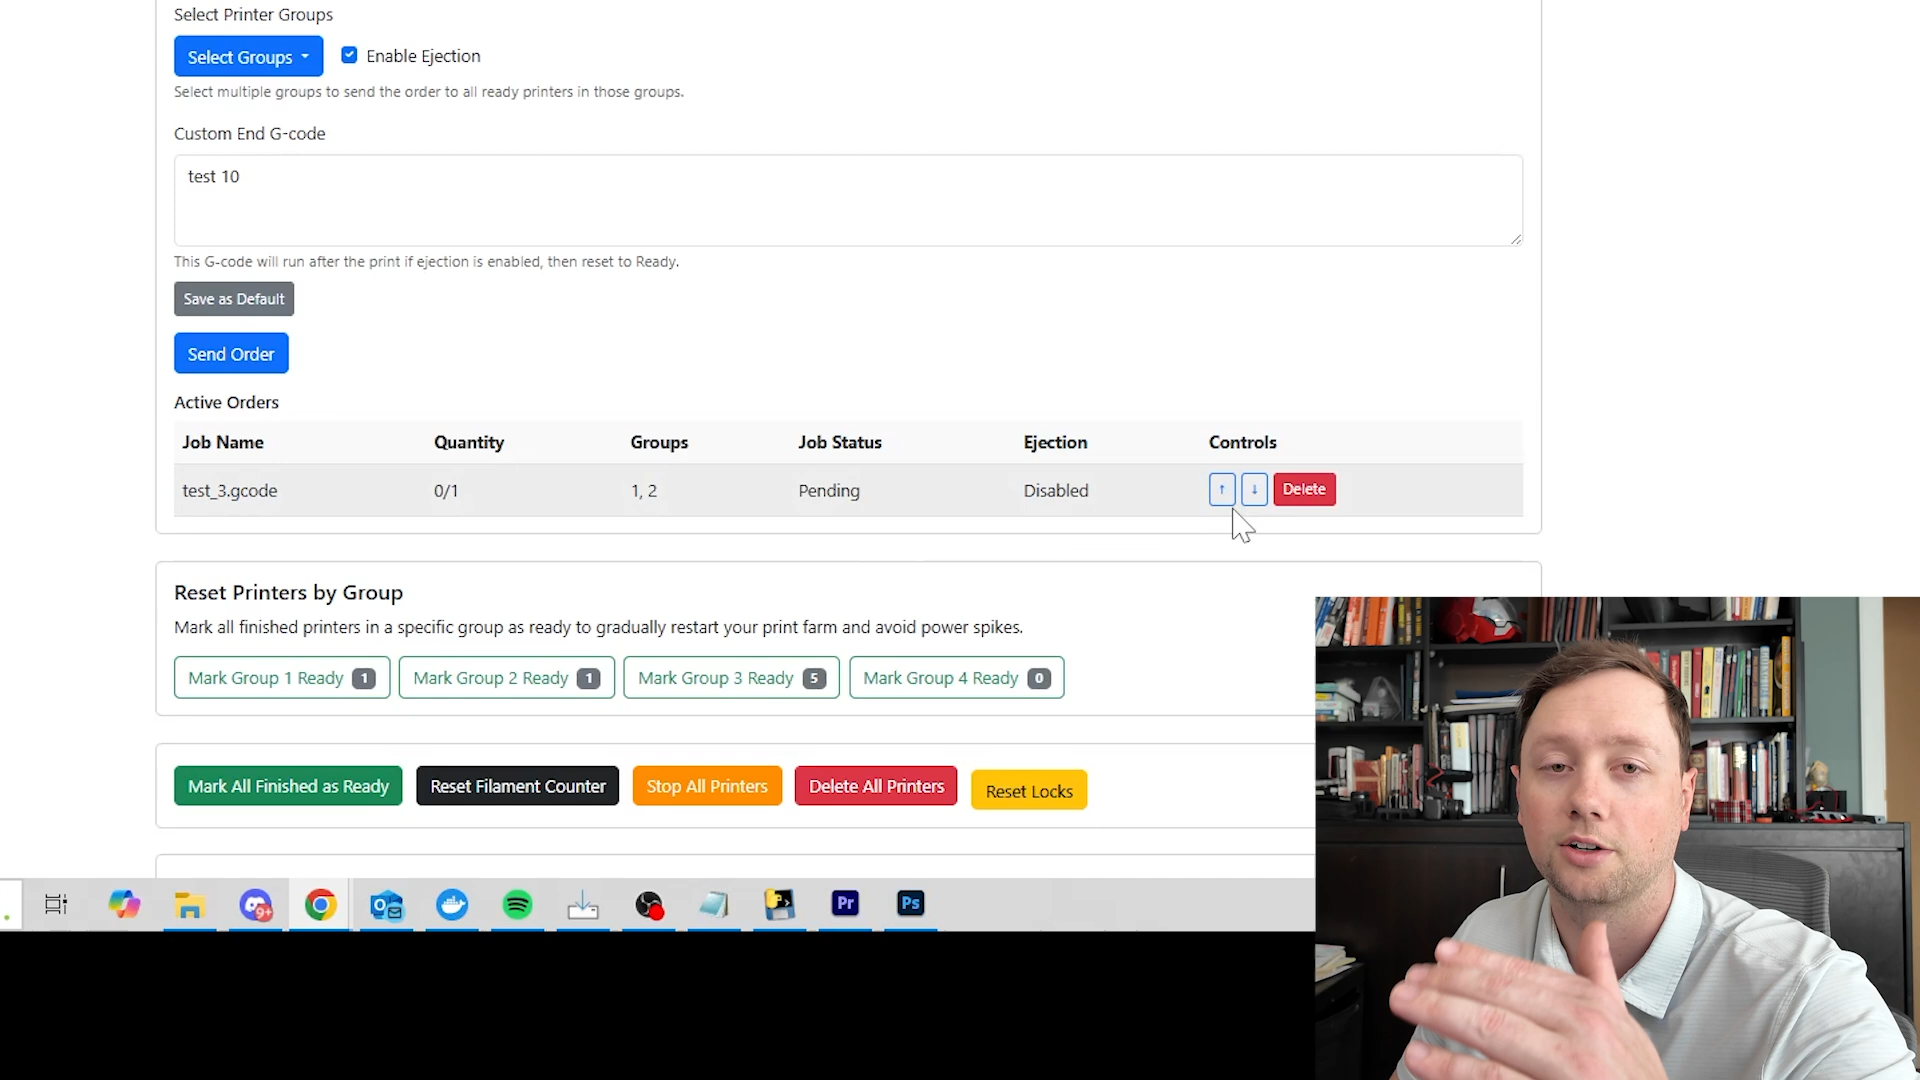 Select Printer Groups
Select Groups
Enable Ejection
Select multiple groups to send the order to all ready printers in those groups.
Custom End G-code
test 10
This G-code will run after the print if ejection is enabled, then reset to Ready.
Save as Default
Send Order
Active Orders
Job Name Quantity Groups Job Status Ejection Controls
test_3.gcode 0/1 1, 2 Pending Disabled ↑ ↓ Delete
Reset Printers by Group
Mark all finished printers in a specific group as ready to gradually restart your print farm and avoid power spikes.
Mark Group 1 Ready 1 Mark Group 2 Ready 1 Mark Group 3 Ready 5 Mark Group 4 Ready 0
Mark All Finished as Ready Reset Filament Counter Stop All Printers Delete All Printers Reset Locks
9+ Pr Ps